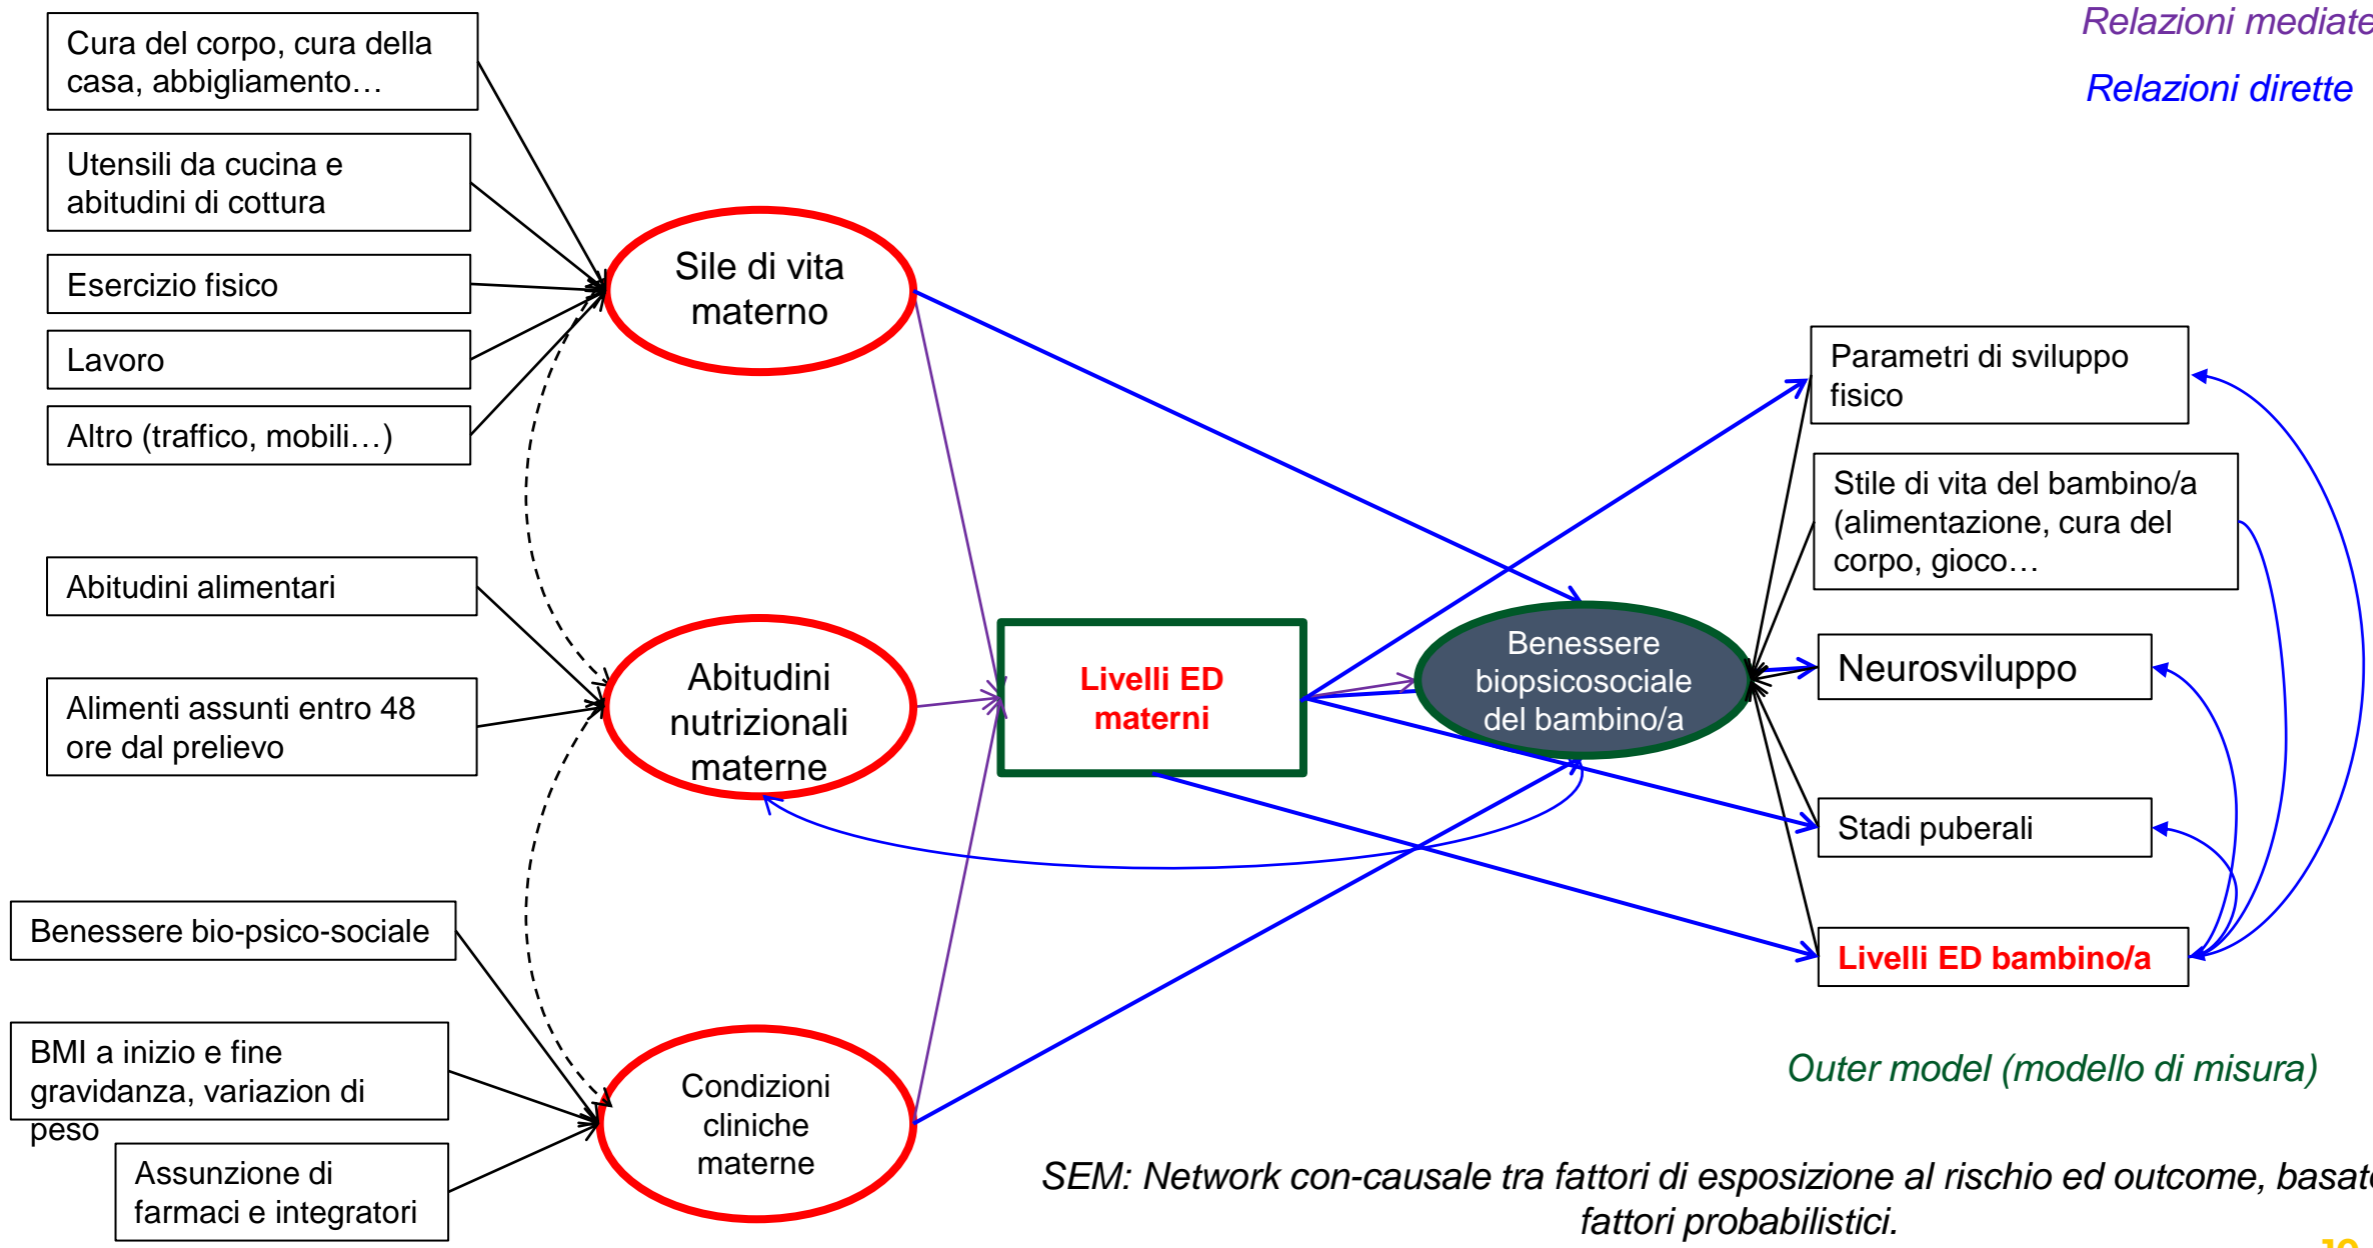 Relazioni mediate
Relazioni dirette
Cura del corpo, cura della
casa, abbigliamento…
Utensili da cucina e
abitudini di cottura
Esercizio fisico
Lavoro
Altro (traffico, mobili…)
Abitudini alimentari
Alimenti assunti entro 48
ore dal prelievo
Benessere bio-psico-sociale
BMI a inizio e fine
gravidanza, variazion di
peso
Assunzione di
farmaci e integratori
Sile di vita
materno
Abitudini
nutrizionali
materne
Condizioni
cliniche
materne
Livelli ED
materni
Benessere
biopsicosociale
del bambino/a
Parametri di sviluppo
fisico
Stile di vita del bambino/a
(alimentazione, cura del
corpo, gioco…
Neurosviluppo
Stadi puberali
Livelli ED bambino/a
Outer model (modello di misura)
SEM: Network con-causale tra fattori di esposizione al rischio ed outcome, basato
fattori probabilistici.